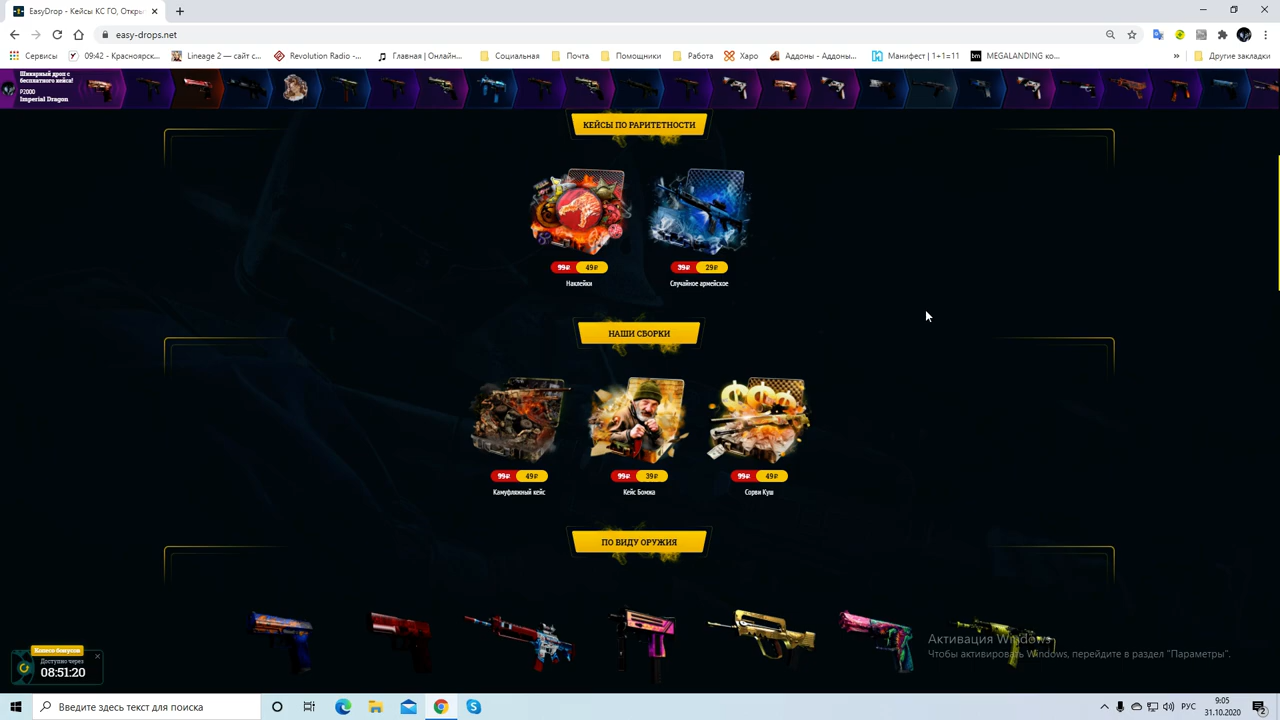 EasyDrop - Кейсы КС ГО, Откры
easy-drops.net
Сервисы
09:42 - Красноярск...
Lineage 2 — сайт с...
Revolution Radio -...
Главная | Онлайн...
Социальная
Почта
Помощники
Работа
Харо
Аддоны - Аддоны...
Манифест | 1+1=11
MEGALANDING ко...
»
Другие закладки
Шикарный дроп с
бесплатного кейса!
P2000
Imperial Dragon
КЕЙСЫ ПО РАРИТЕТНОСТИ
99₽ 49₽
39₽ 29₽
Наклейки
Случайное армейское
НАШИ СБОРКИ
99₽ 49₽
99₽ 39₽
99₽ 49₽
Камуфляжный кейс
Кейс Бомжа
Сорви Куш
ПО ВИДУ ОРУЖИЯ
Колесо бонусов
Доступно через
08:51:20
Активация Windows
Чтобы активировать Windows, перейдите в раздел "Параметры".
Введите здесь текст для поиска
РУС
9:05
31.10.2020
2